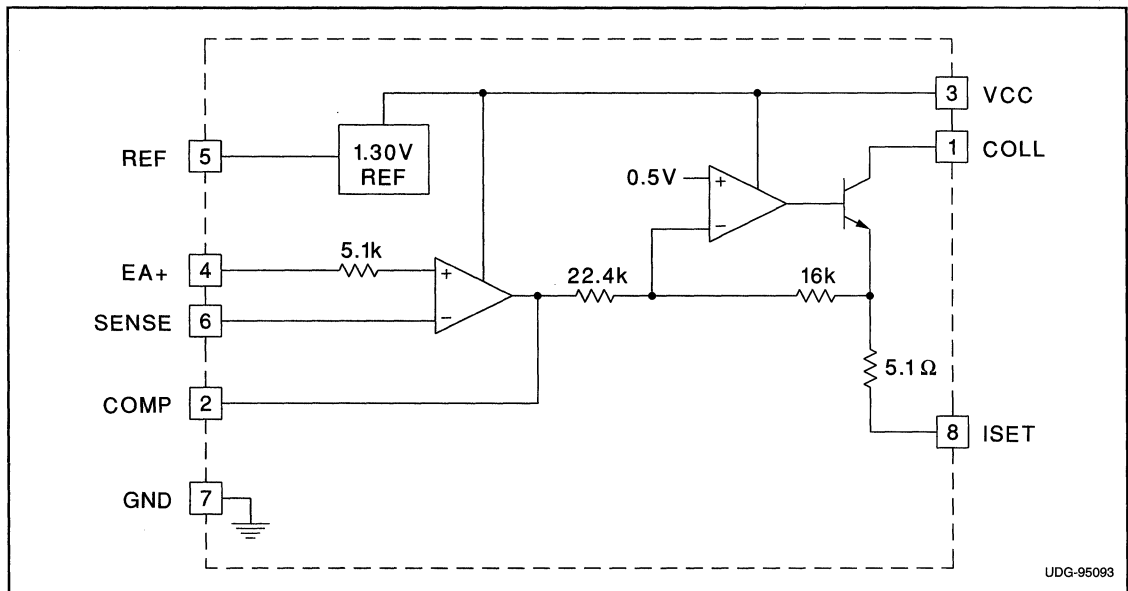 3 VCC
1 COLL
REF 5
1.30V
REF
0.5V
+
−
EA+ 4
5.1k
+
−
22.4k
16k
SENSE 6
5.1 Ω
COMP 2
8 ISET
GND 7
UDG-95093